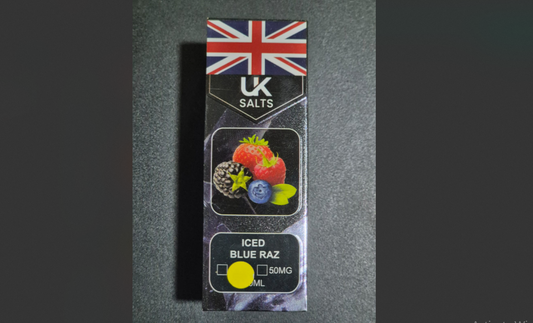 UK
SALTS
ICED
BLUE RAZ
50MG